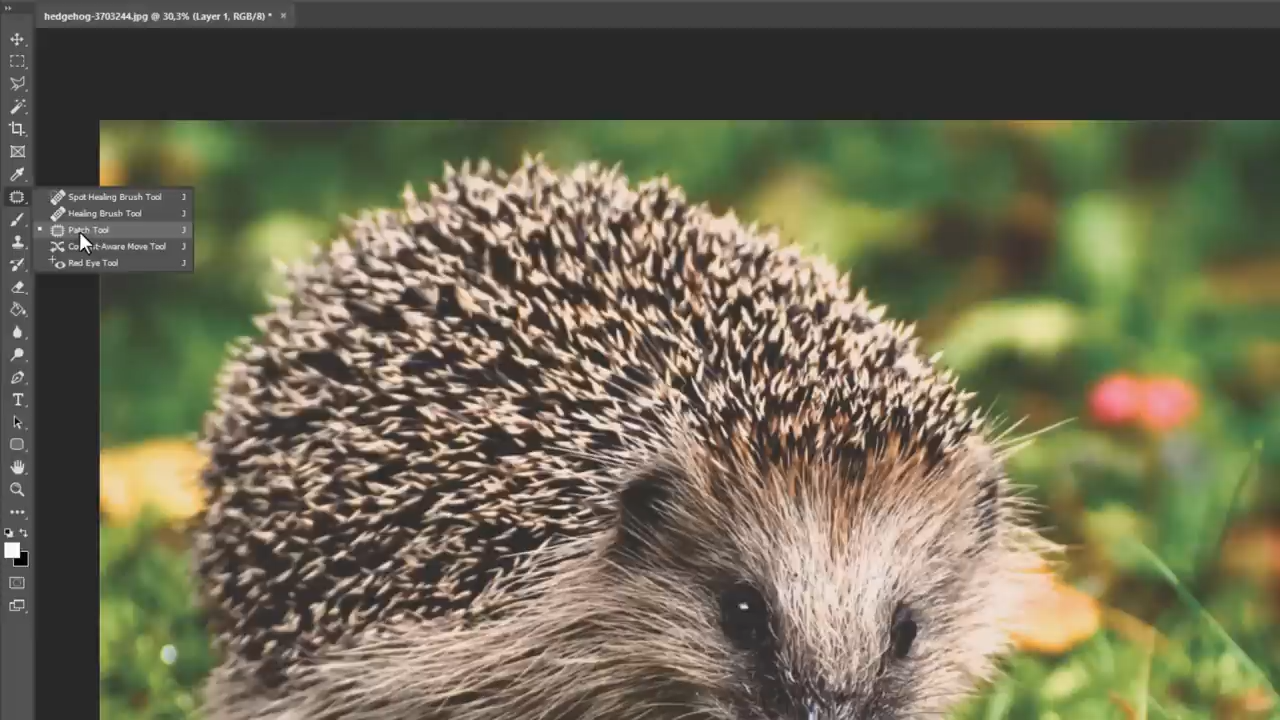 hedgehog-3703244.jpg @ 30,3% (Layer 1, RGB/8) *
Spot Healing Brush Tool J
Healing Brush Tool J
Patch Tool J
-Aware Move Tool J
Red Eye Tool J